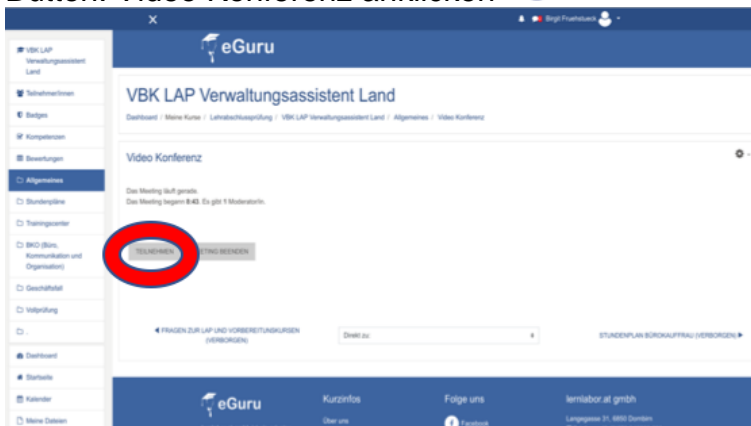 Button: Video Konferenz anklicken
Birgit Fruehstueck
eGuru
VBK LAP
Verwaltungsassistent
Land
Teilnehmer/innen
Badges
Kompetenzen
Bewertungen
Allgemeines
Stundenpläne
Trainingscenter
BKO (Büro,
Kommunikation und
Organisation)
Geschäftsfall
Vollprüfung
.
Dashboard
Startseite
Kalender
Meine Dateien
VBK LAP Verwaltungsassistent Land
Dashboard / Meine Kurse / Lehrabschlussprüfung / VBK LAP Verwaltungsassistent Land / Allgemeines / Video Konferenz
Video Konferenz
Das Meeting läuft gerade.
Das Meeting begann 8:43. Es gibt 1 Moderator/in.
TEILNEHMEN
MEETING BEENDEN
◀ FRAGEN ZUR LAP UND VORBEREITUNGSKURSEN
(VERBORGEN)
Direkt zu:
STUNDENPLAN BÜROKAUFFRAU (VERBORGEN) ▶
eGuru
Kurzinfos
Über uns
Folge uns
Facebook
lernlabor.at gmbh
Langegasse 31, 6850 Dornbirn